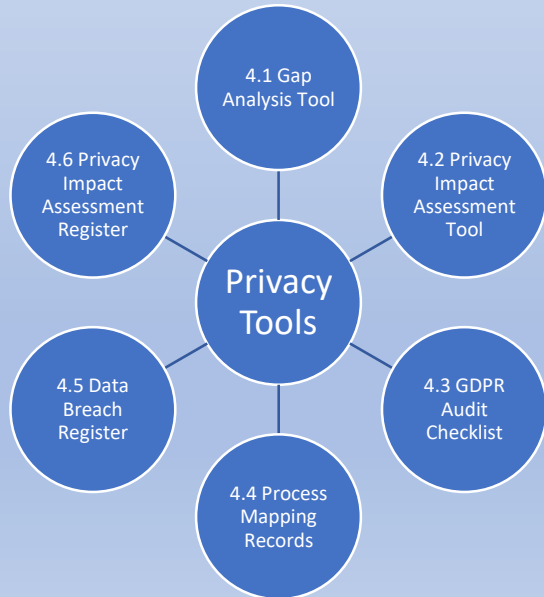 4.1 Gap
Analysis Tool
4.2 Privacy
Impact
Assessment
Tool
4.3 GDPR
Audit
Checklist
4.4 Process
Mapping
Records
4.5 Data
Breach
Register
4.6 Privacy
Impact
Assessment
Register
Privacy
Tools